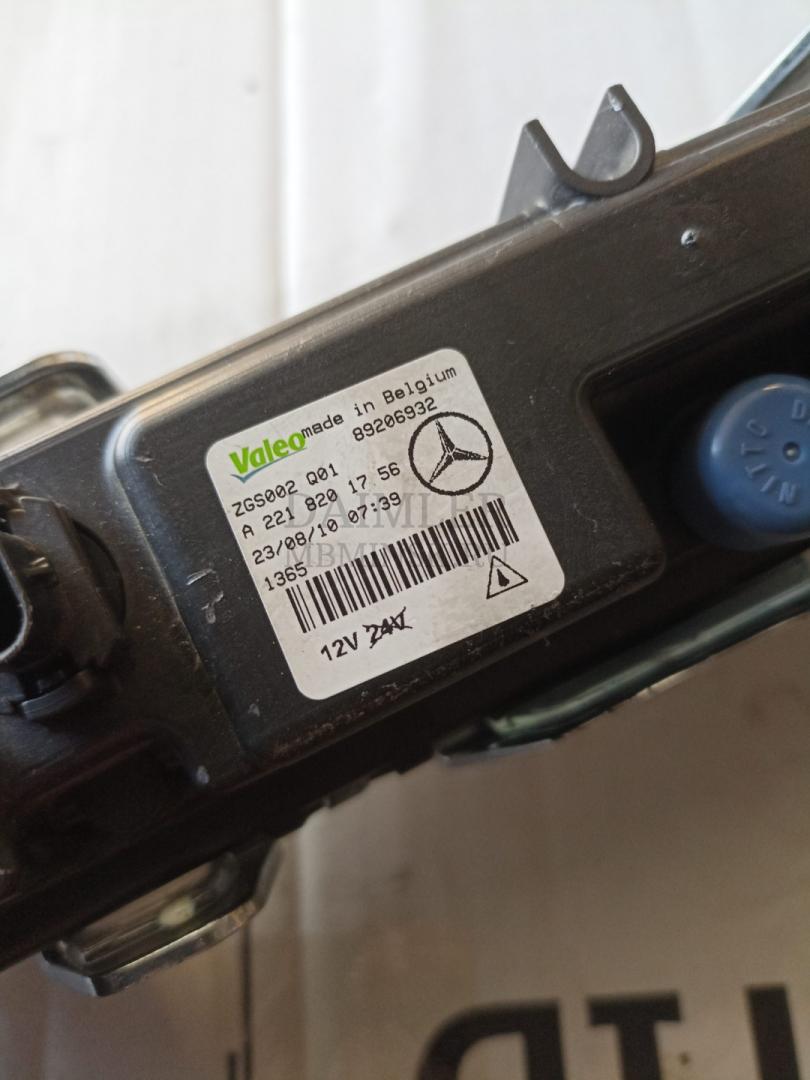 Valeo made in Belgium
89206932
ZGS002 Q01
A 221 820 17 56
23/08/10 07:39
1365
12V 24V
DAIMLER
NITTO